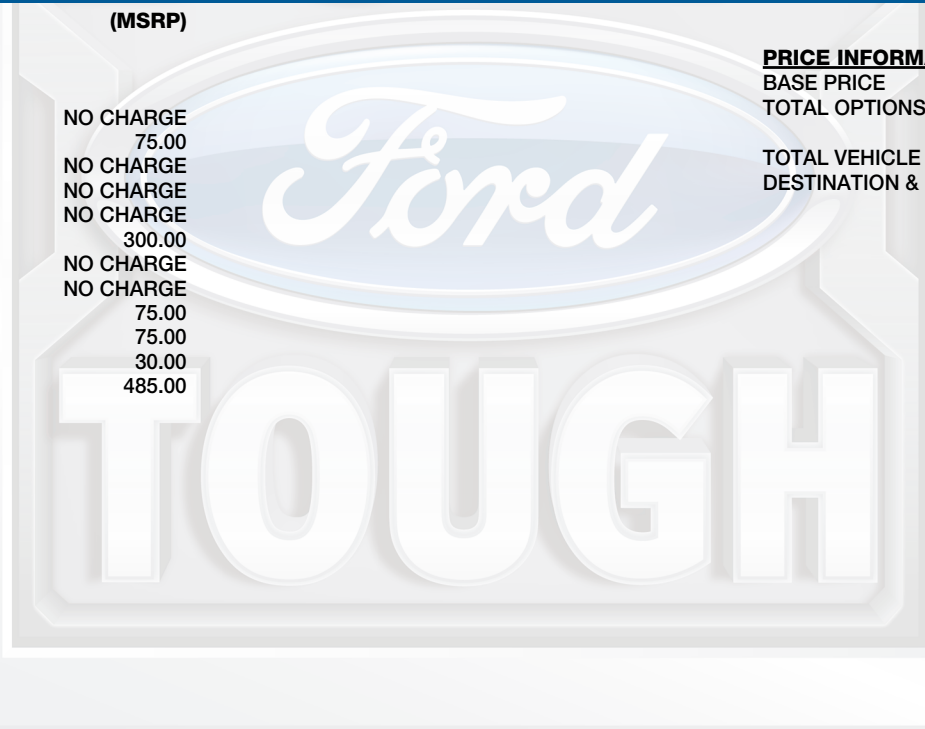 (MSRP)
NO CHARGE
75.00
NO CHARGE
NO CHARGE
NO CHARGE
300.00
NO CHARGE
NO CHARGE
75.00
75.00
30.00
485.00
PRICE INFORMA
BASE PRICE
TOTAL OPTIONS
TOTAL VEHICLE
DESTINATION &
Ford
TOUGH